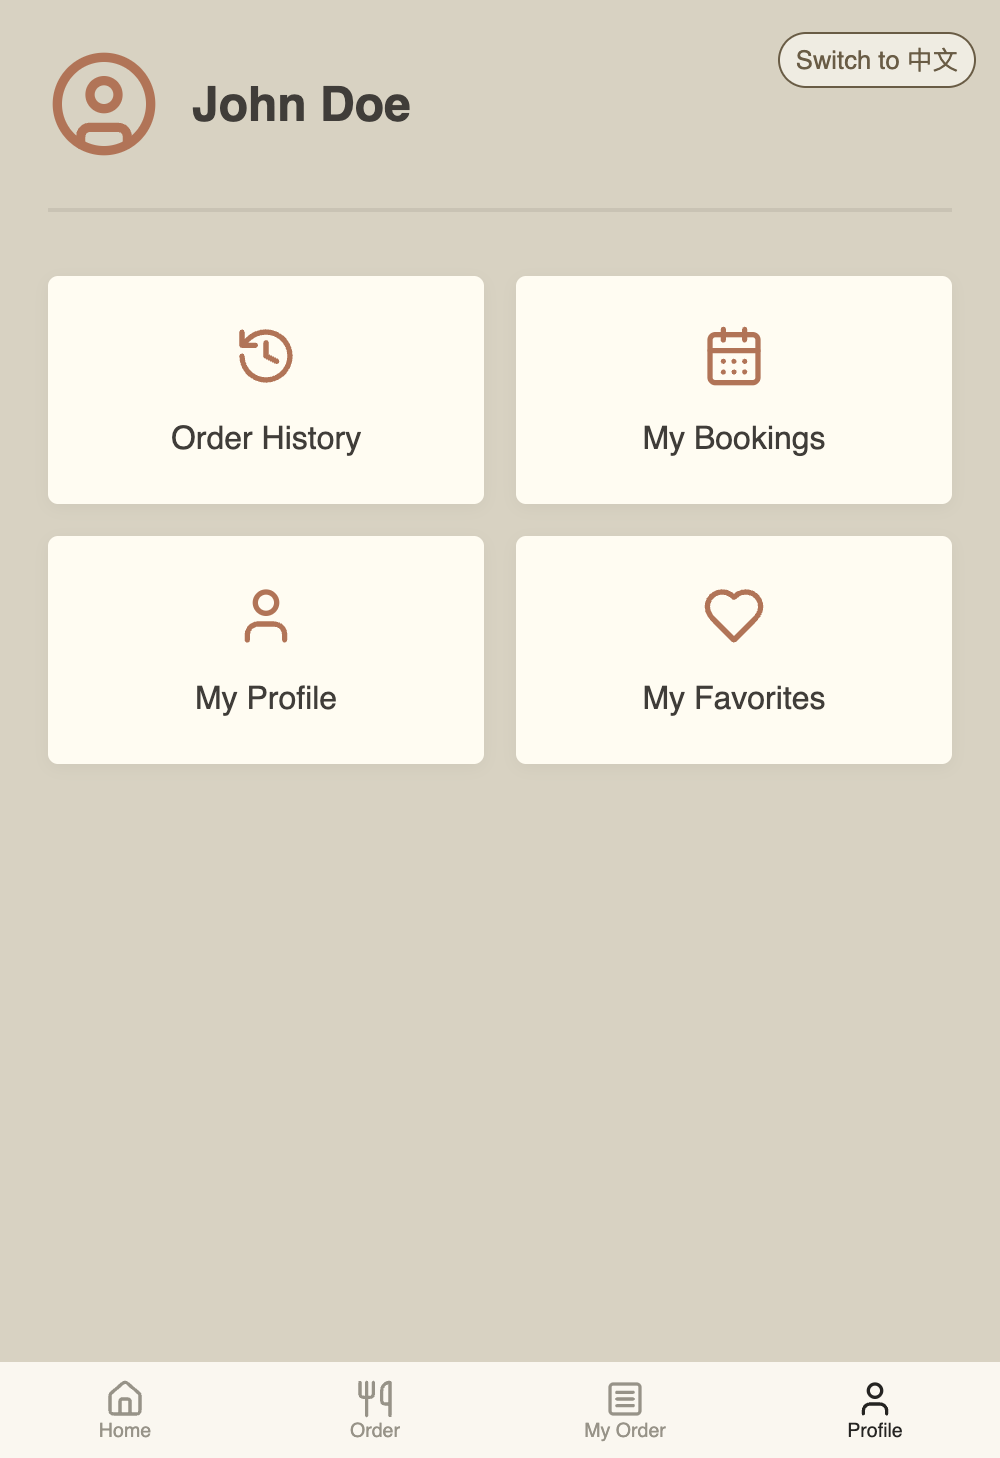 Switch to 中文
John Doe
Order History
My Bookings
My Profile
My Favorites
Home
Order
My Order
Profile